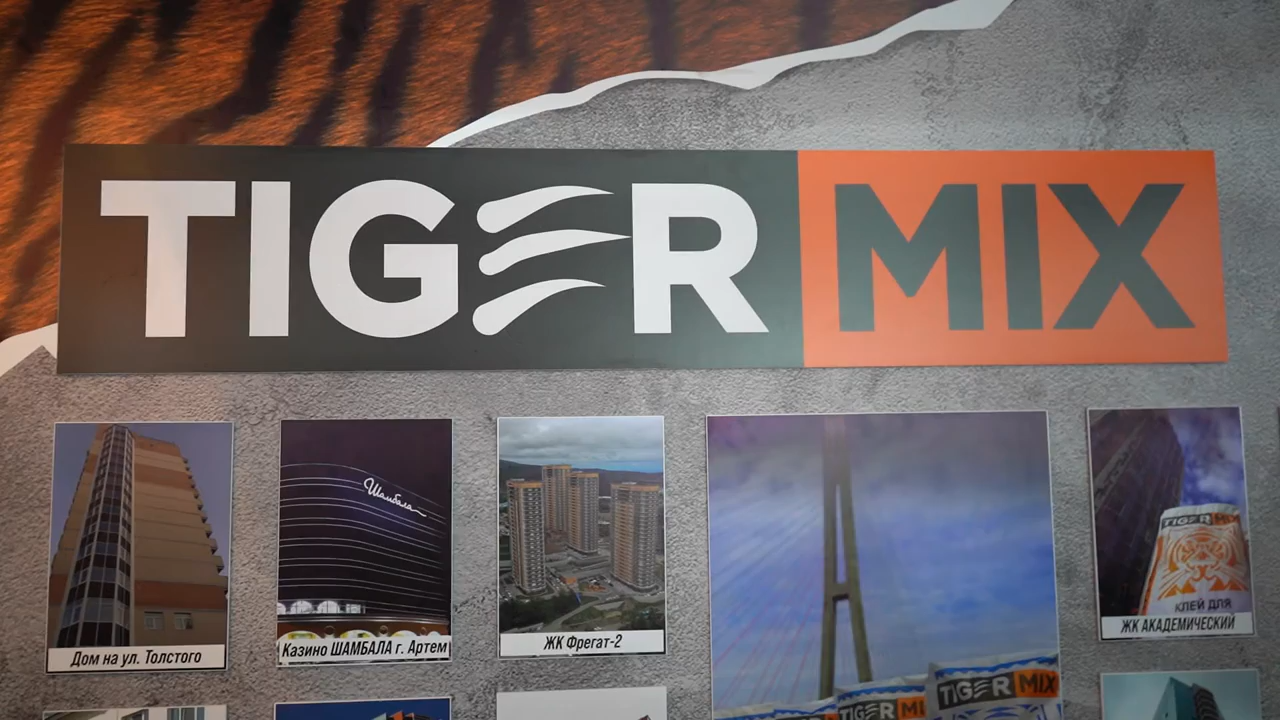 TIGER MIX
Шамбала
Дом на ул. Толстого
Казино ШАМБАЛА г. Артем
ЖК Фрегат-2
TIGER MIX
TIGER MIX
TIGER MIX
КЛЕЙ ДЛЯ
ЖК АКАДЕМИЧЕСКИЙ